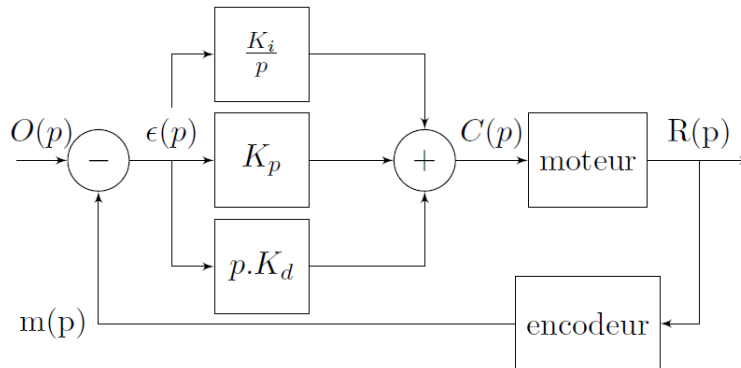 K_i/p
O(p)
−
ϵ(p)
K_p
+
C(p)
moteur
R(p)
p.K_d
m(p)
encodeur